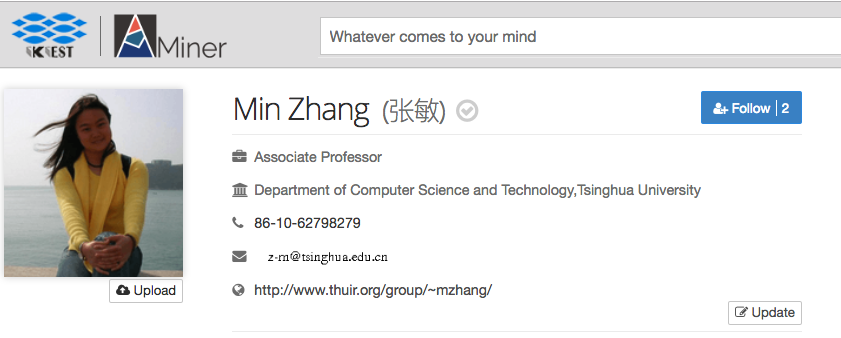 KEST
AMiner
Whatever comes to your mind
Min Zhang (张敏)
Follow | 2
Associate Professor
Department of Computer Science and Technology,Tsinghua University
86-10-62798279
z-m@tsinghua.edu.cn
http://www.thuir.org/group/~mzhang/
Upload
Update